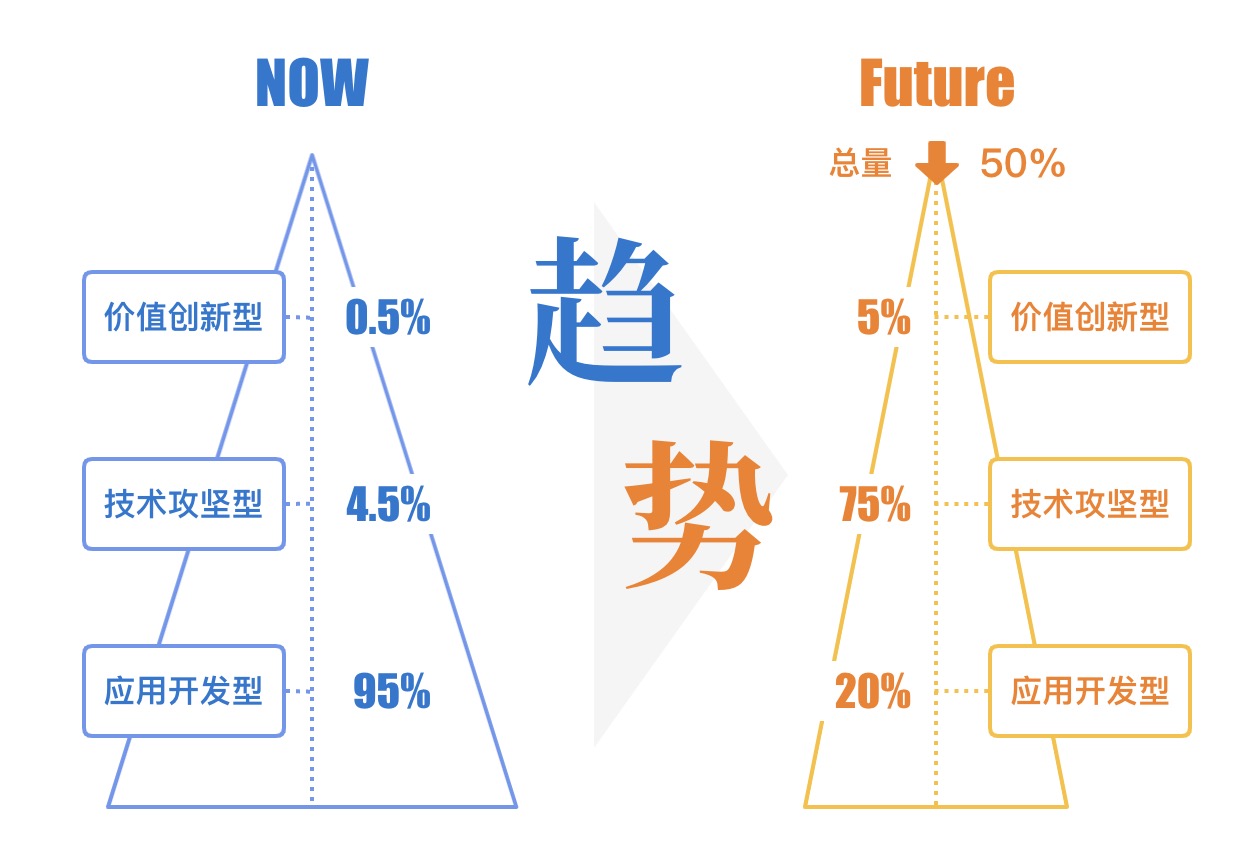 NOW
价值创新型 0.5%
技术攻坚型 4.5%
应用开发型 95%
趋
势
Future
总量 50%
5% 价值创新型
75% 技术攻坚型
20% 应用开发型